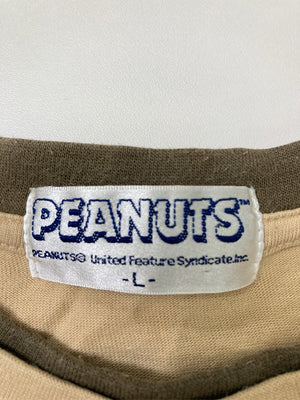 PEANUTS™
PEANUTS© United Feature Syndicate,Inc.
-L-